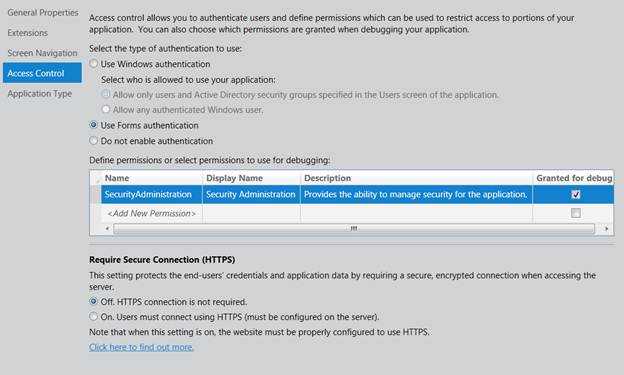 General Properties
Extensions
Screen Navigation
Access Control
Application Type
Access control allows you to authenticate users and define permissions which can be used to restrict access to portions of your
application.  You can also choose which permissions are granted when debugging your application.
Select the type of authentication to use:
Use Windows authentication
Select who is allowed to use your application:
Allow only users and Active Directory security groups specified in the Users screen of the application.
Allow any authenticated Windows user.
Use Forms authentication
Do not enable authentication
Define permissions or select permissions to use for debugging:
Name Display Name Description Granted for debug
SecurityAdministration Security Administration Provides the ability to manage security for the application.
<Add New Permission>
Require Secure Connection (HTTPS)
This setting protects the end-users' credentials and application data by requiring a secure, encrypted connection when accessing the
server.
Off. HTTPS connection is not required.
On. Users must connect using HTTPS (must be configured on the server).
Note that when this setting is on, the website must be properly configured to use HTTPS.
Click here to find out more.